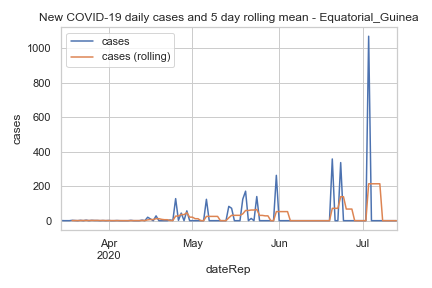 New COVID-19 daily cases and 5 day rolling mean - Equatorial_Guinea
cases
cases (rolling)
1000
800
600
400
200
0
cases
Apr
2020
May
Jun
Jul
dateRep